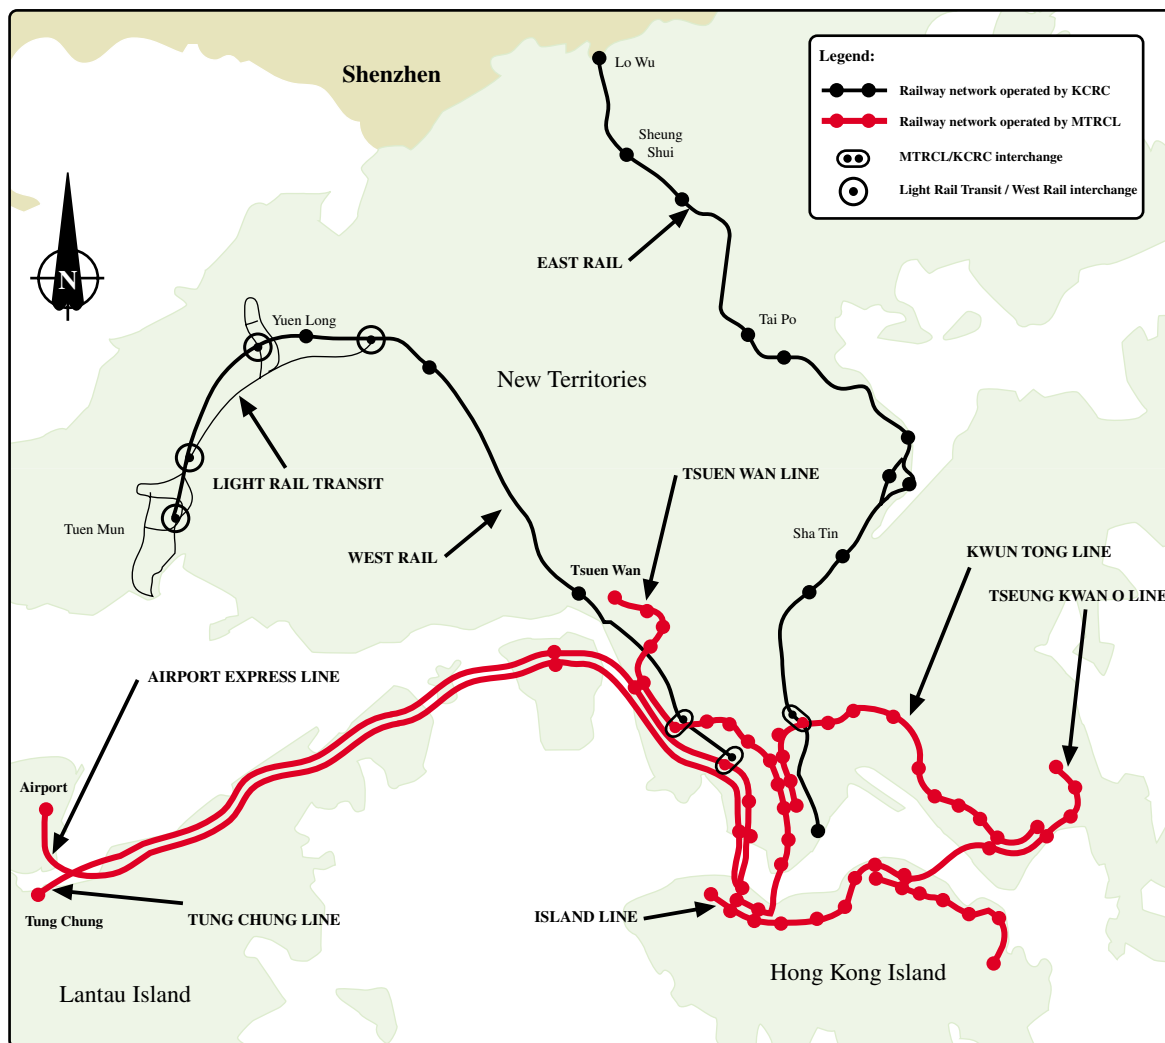 Shenzhen
Lo Wu
Legend:
Railway network operated by KCRC
Railway network operated by MTRCL
MTRCL/KCRC interchange
Light Rail Transit / West Rail interchange
Sheung
Shui
EAST RAIL
N
Yuen Long
Tai Po
New Territories
TSUEN WAN LINE
LIGHT RAIL TRANSIT
Tuen Mun
Sha Tin
WEST RAIL
KWUN TONG LINE
Tsuen Wan
TSEUNG KWAN O LINE
AIRPORT EXPRESS LINE
Airport
Tung Chung
TUNG CHUNG LINE
ISLAND LINE
Hong Kong Island
Lantau Island